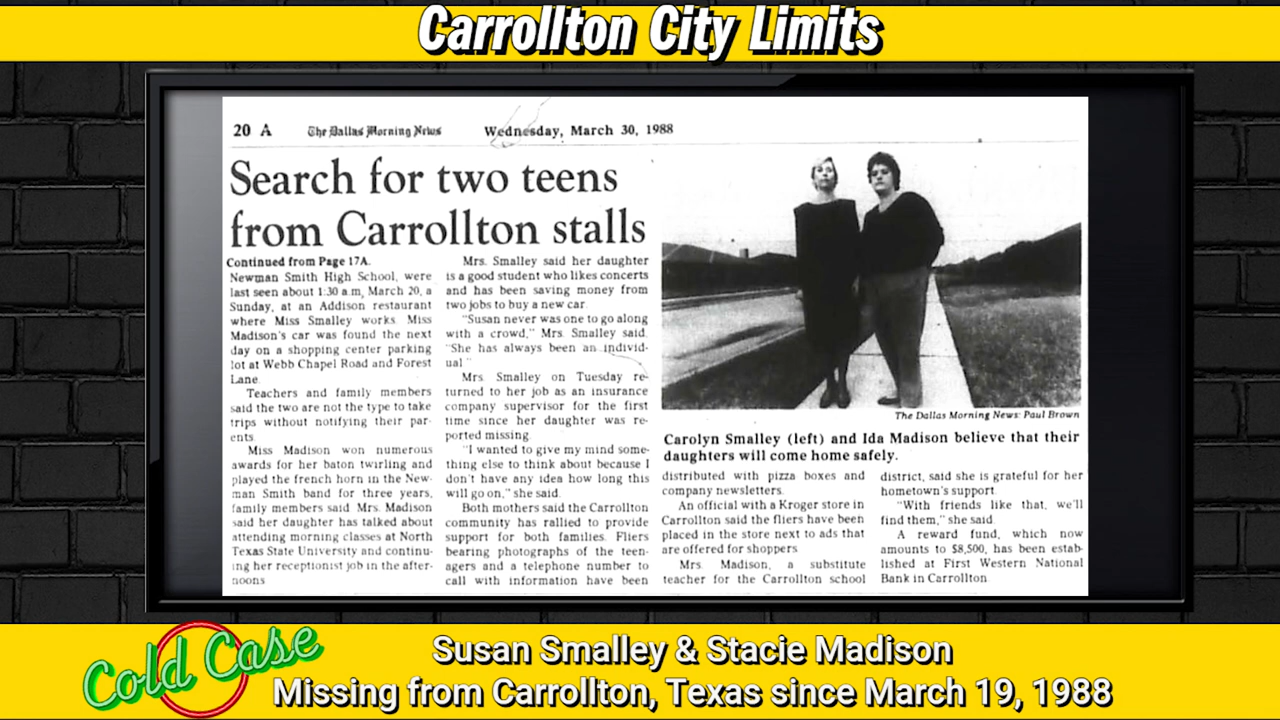 Carrollton City Limits
20 A The Dallas Morning News Wednesday, March 30, 1988
Search for two teens
from Carrollton stalls
Continued from Page 17A.
Newman Smith High School, were
last seen about 1:30 a.m. March 20, a
Sunday, at an Addison restaurant
where Miss Smalley works. Miss
Madison's car was found the next
day on a shopping center parking
lot at Webb Chapel Road and Forest
Lane.
Teachers and family members
said the two are not the type to take
trips without notifying their par-
ents.
Miss Madison won numerous
awards for her baton twirling and
played the french horn in the New-
man Smith band for three years,
family members said. Mrs. Madison
said her daughter has talked about
attending morning classes at North
Texas State University and continu-
ing her receptionist job in the after-
noons
Mrs. Smalley said her daughter
is a good student who likes concerts
and has been saving money from
two jobs to buy a new car.
"Susan never was one to go along
with a crowd," Mrs. Smalley said.
"She has always been an individ-
ual."
Mrs. Smalley on Tuesday re-
turned to her job as an insurance
company supervisor for the first
time since her daughter was re-
ported missing.
"I wanted to give my mind some-
thing else to think about because I
don't have any idea how long this
will go on," she said.
Both mothers said the Carrollton
community has rallied to provide
support for both families. Fliers
bearing photographs of the teen-
agers and a telephone number to
call with information have been
The Dallas Morning News: Paul Brown
Carolyn Smalley (left) and Ida Madison believe that their
daughters will come home safely.
distributed with pizza boxes and
company newsletters.
An official with a Kroger store in
Carrollton said the fliers have been
placed in the store next to ads that
are offered for shoppers
Mrs. Madison, a substitute
teacher for the Carrollton school
district, said she is grateful for her
hometown's support.
"With friends like that, we'll
find them," she said.
A reward fund, which now
amounts to $8,500, has been estab-
lished at First Western National
Bank in Carrollton
Cold Case
Susan Smalley & Stacie Madison
Missing from Carrollton, Texas since March 19, 1988